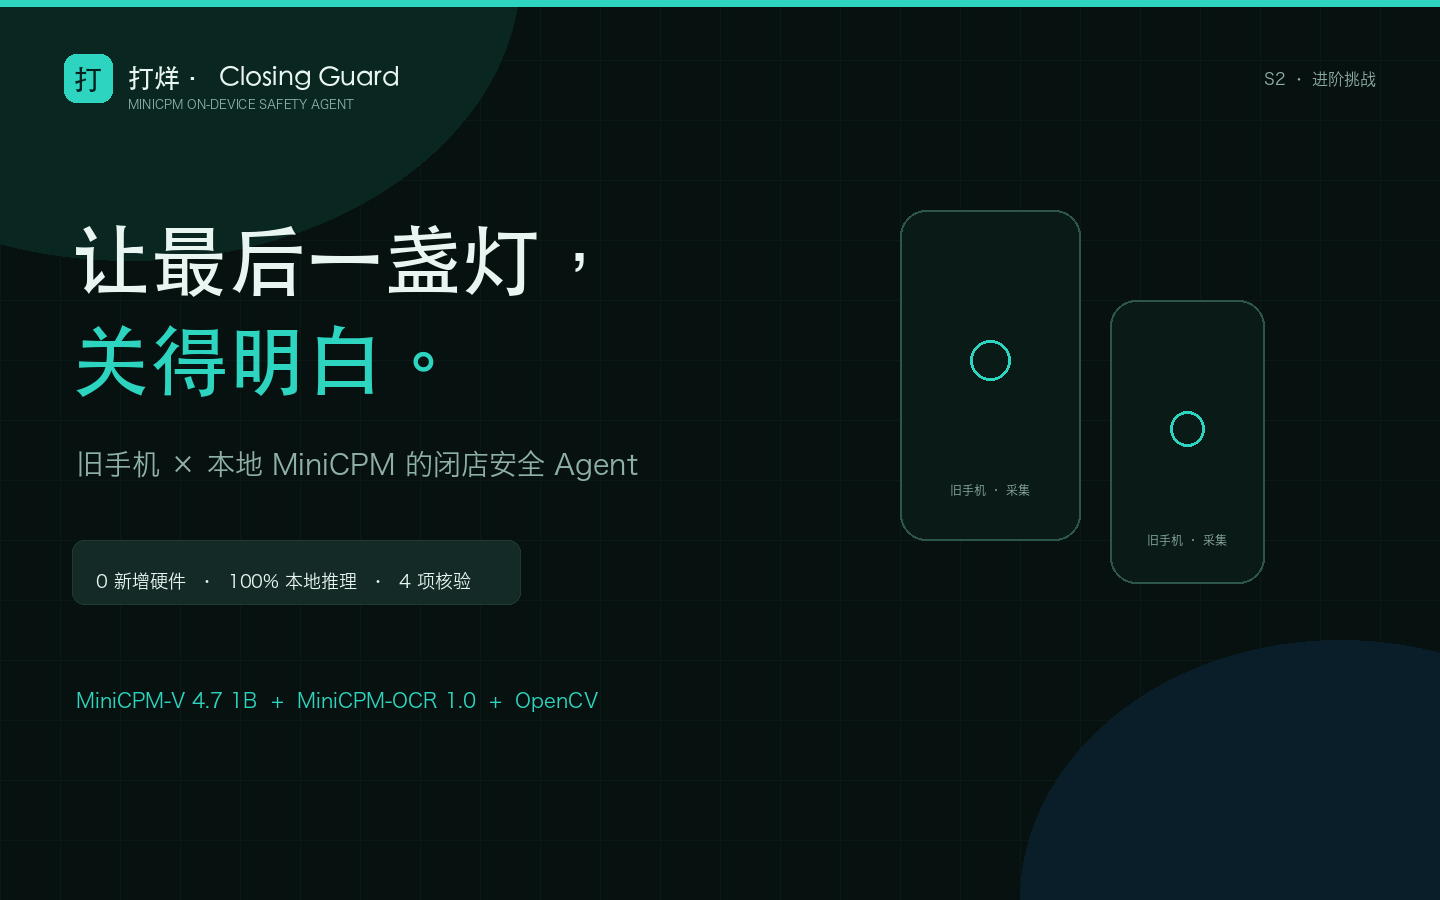 打
打烊 · Closing Guard
MINICPM ON-DEVICE SAFETY AGENT
S2 · 进阶挑战
让最后一盏灯，
关得明白。
旧手机 × 本地 MiniCPM 的闭店安全 Agent
0 新增硬件 · 100% 本地推理 · 4 项核验
MiniCPM-V 4.7 1B + MiniCPM-OCR 1.0 + OpenCV
旧手机 · 采集
旧手机 · 采集